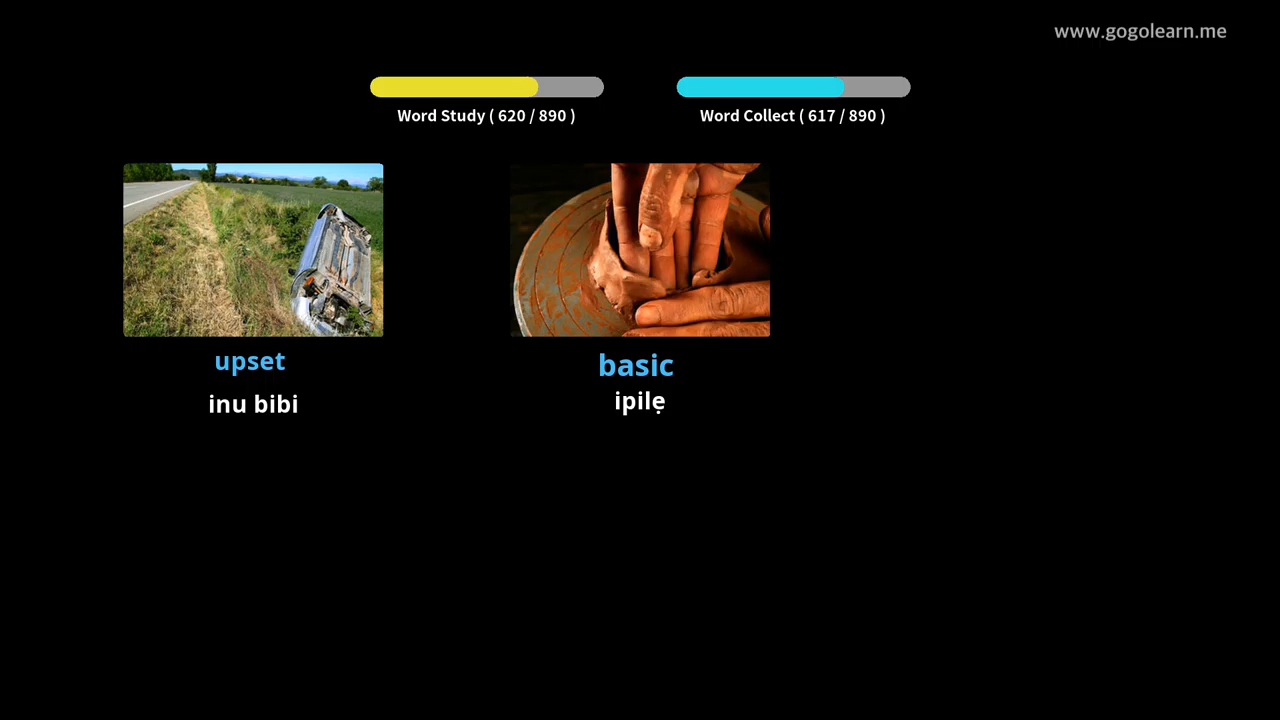 www.gogolearn.me
Word Study ( 620 / 890 )
Word Collect ( 617 / 890 )
upset
inu bibi
basic
ipilẹ